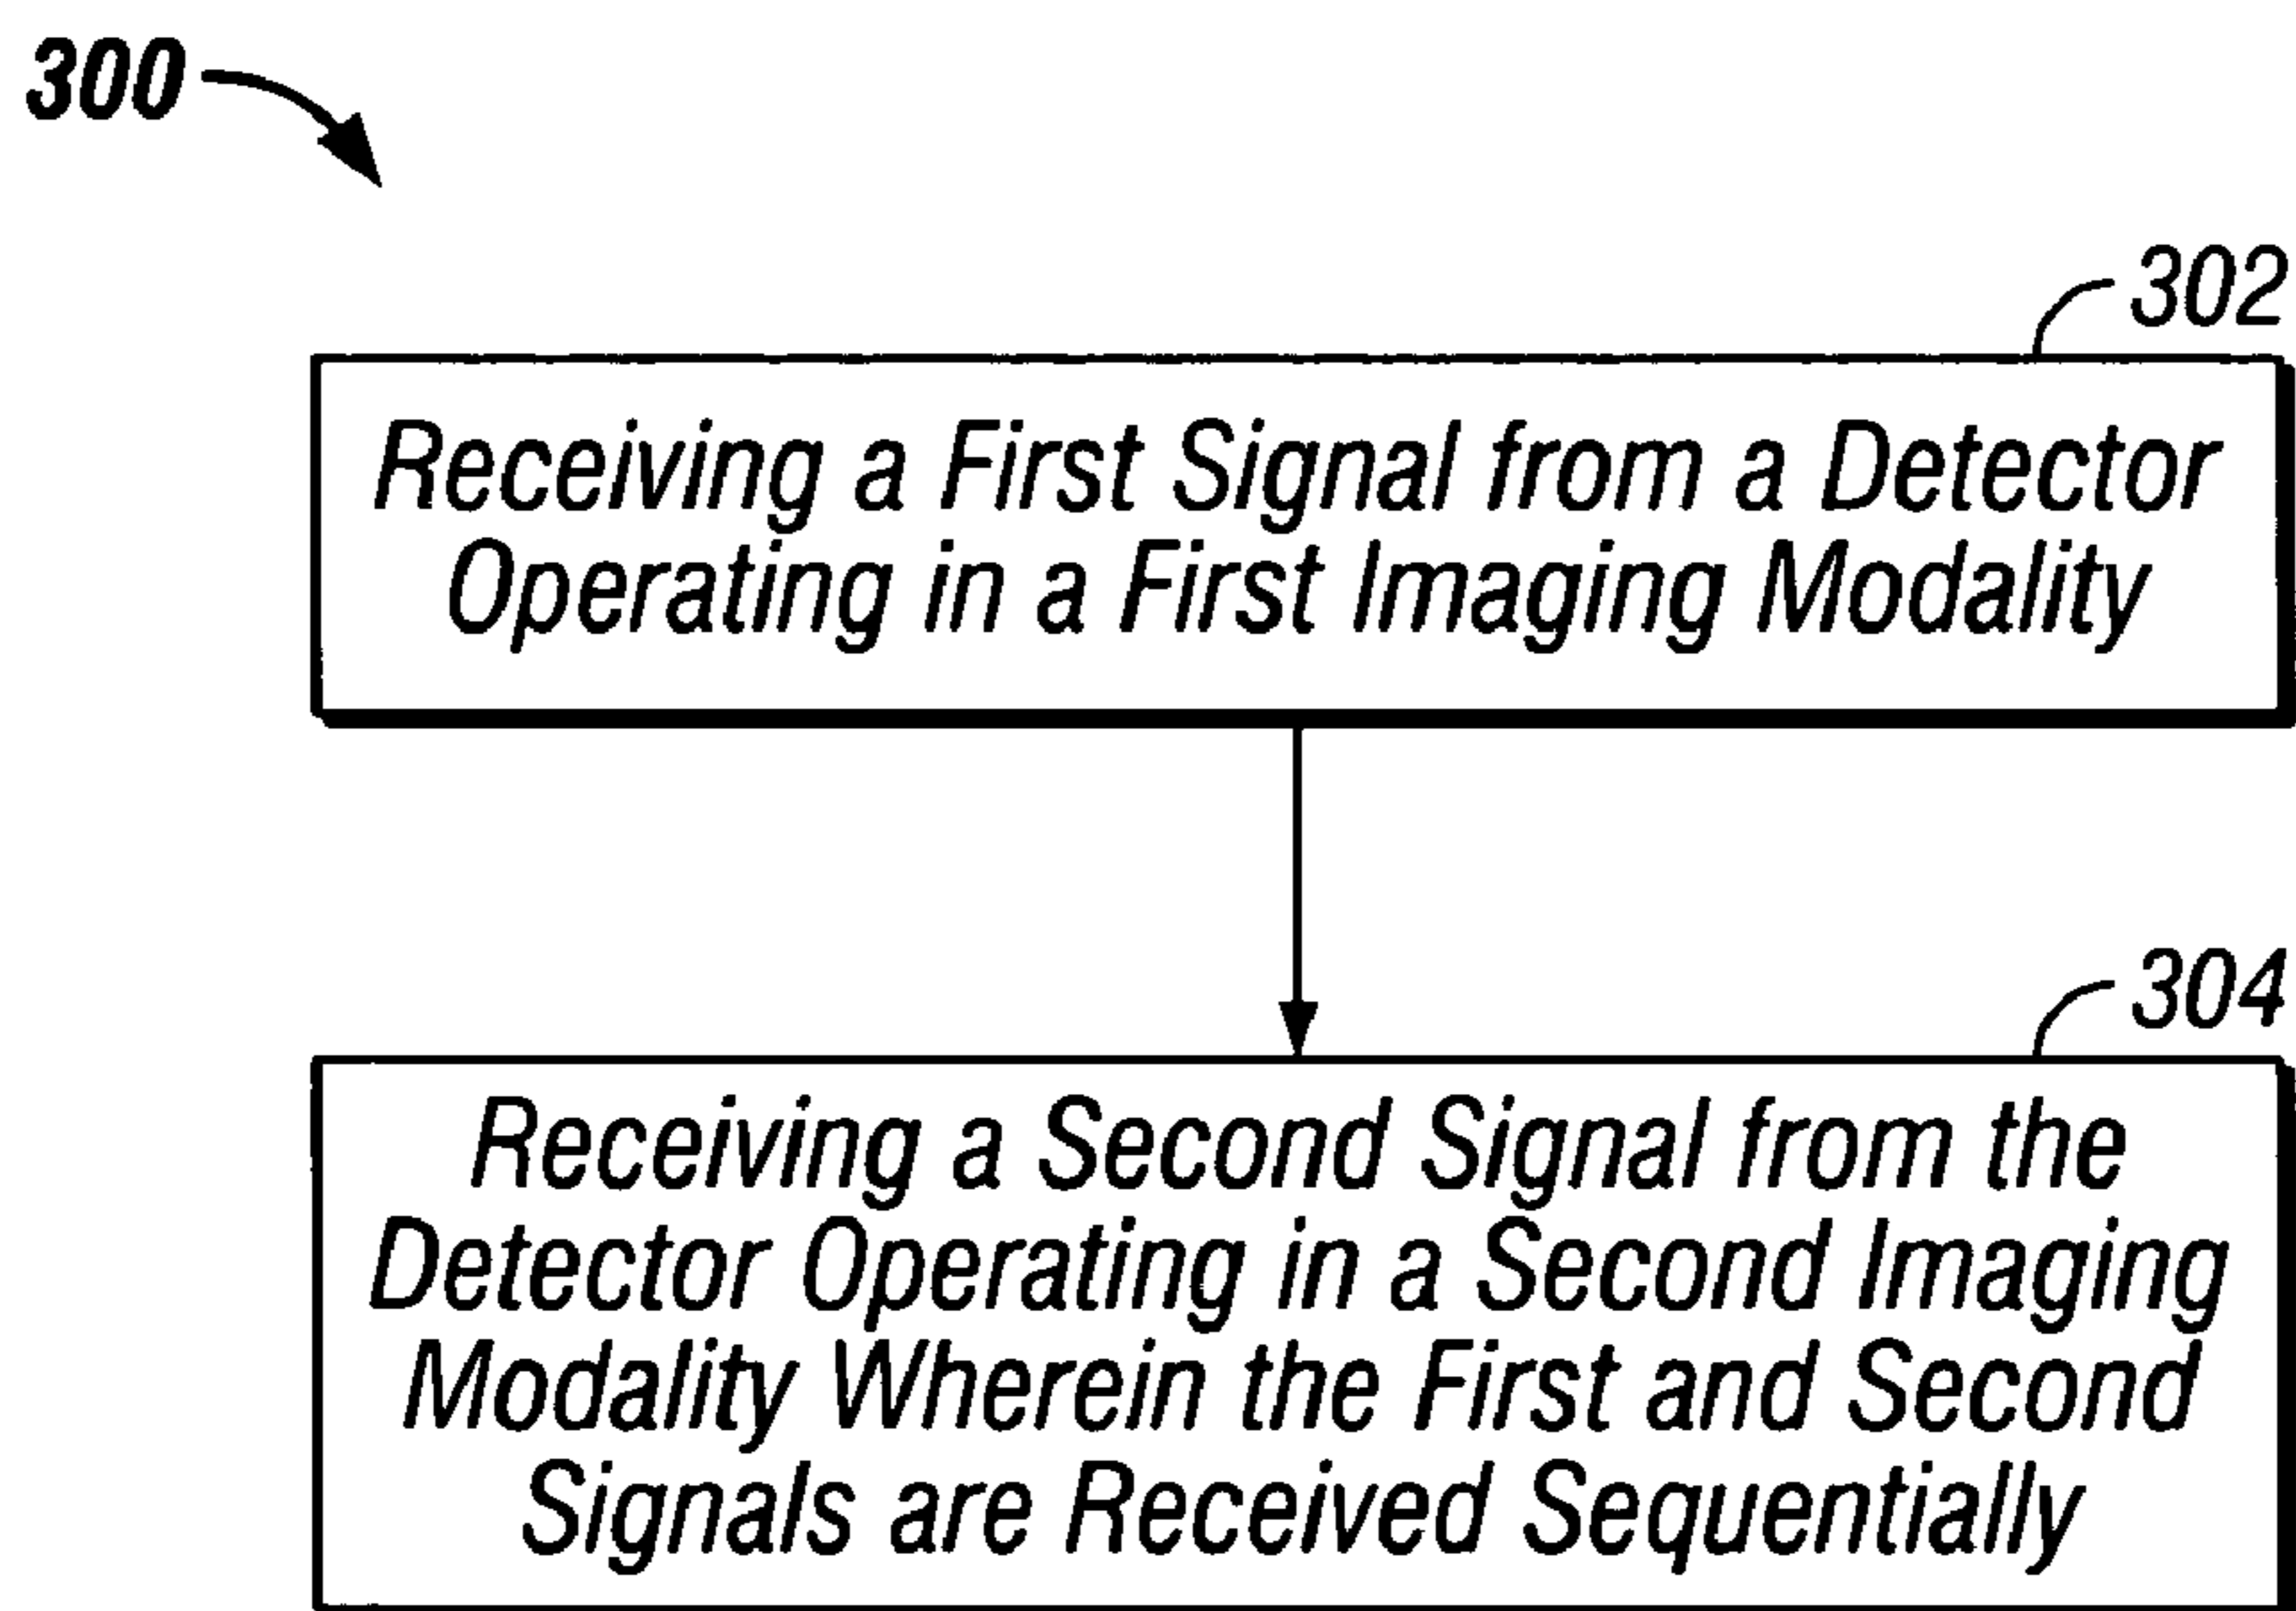 300
302
Receiving a First Signal from a Detector
Operating in a First Imaging Modality
304
Receiving a Second Signal from the
Detector Operating in a Second Imaging
Modality Wherein the First and Second
Signals are Received Sequentially